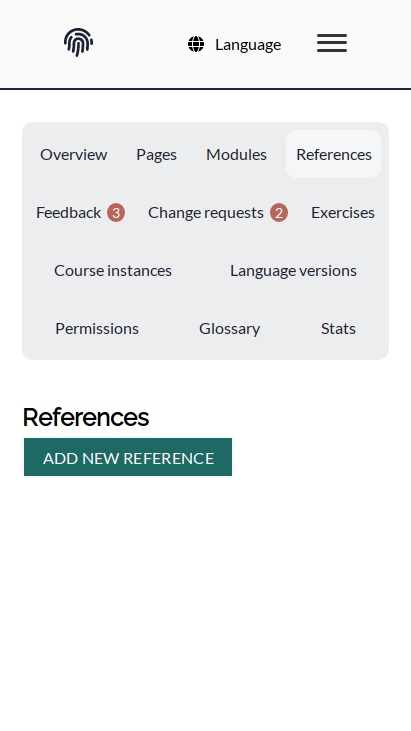 Language
Overview Pages Modules References
Feedback 3 Change requests 2 Exercises
Course instances Language versions
Permissions Glossary Stats
References
ADD NEW REFERENCE